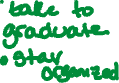 take to
graduate.
• stay
organized